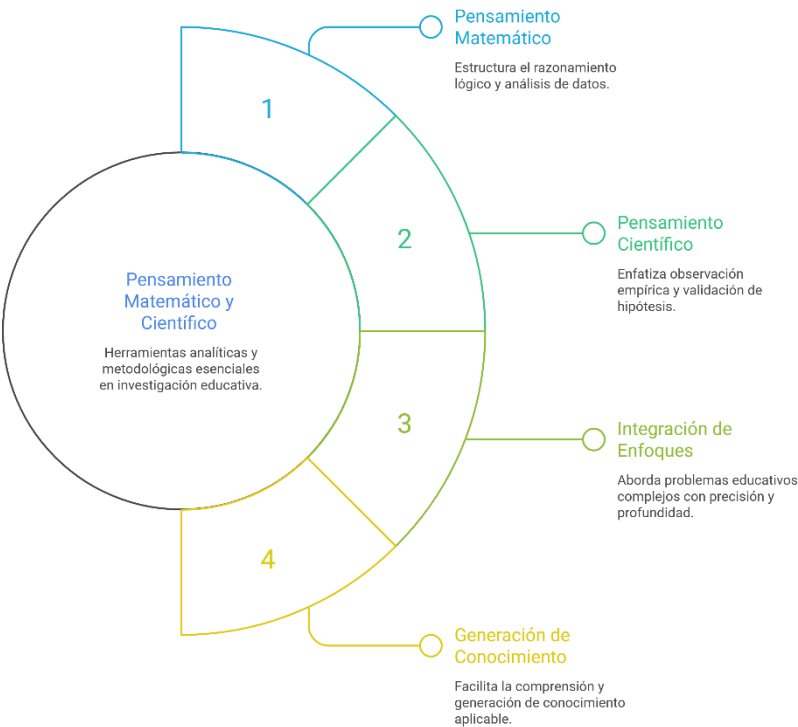 Pensamiento
Matemático
Estructura el razonamiento
lógico y análisis de datos.
1
2
Pensamiento
Científico
Enfatiza observación
empírica y validación de
hipótesis.
Pensamiento
Matemático y
Científico
Herramientas analíticas y
metodológicas esenciales
en investigación educativa.
3
Integración de
Enfoques
Aborda problemas educativos
complejos con precisión y
profundidad.
4
Generación de
Conocimiento
Facilita la comprensión y
generación de conocimiento
aplicable.